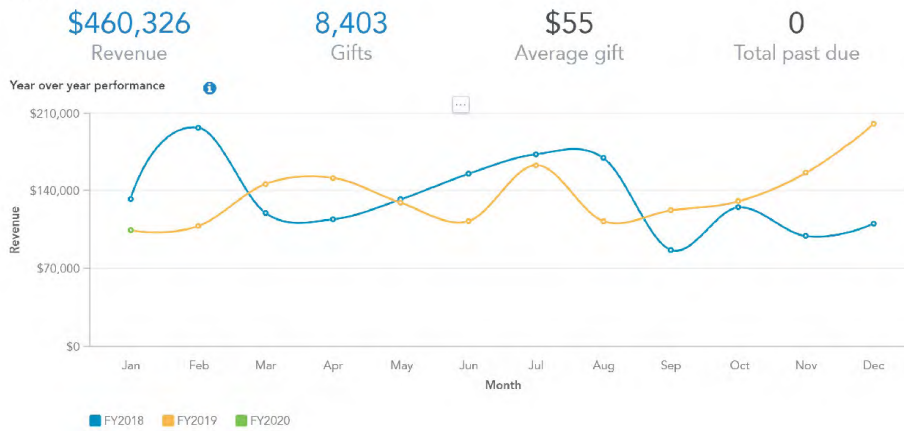 $460,326 8,403 $55 0
Revenue Gifts Average gift Total past due
Year over year performance
$210,000
$140,000
$70,000
$0
Revenue
Jan Feb Mar Apr May Jun Jul Aug Sep Oct Nov Dec
Month
FY2018 FY2019 FY2020